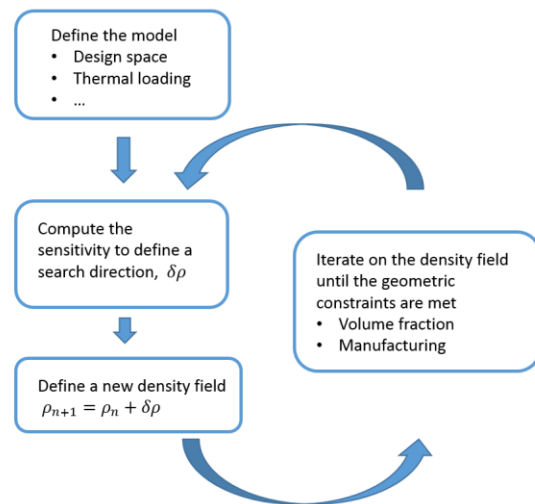 Define the model
• Design space
• Thermal loading
• ...
Compute the
sensitivity to define a
search direction, δρ
Define a new density field
ρₙ₊₁ = ρₙ + δρ
Iterate on the density field
until the geometric
constraints are met
• Volume fraction
• Manufacturing